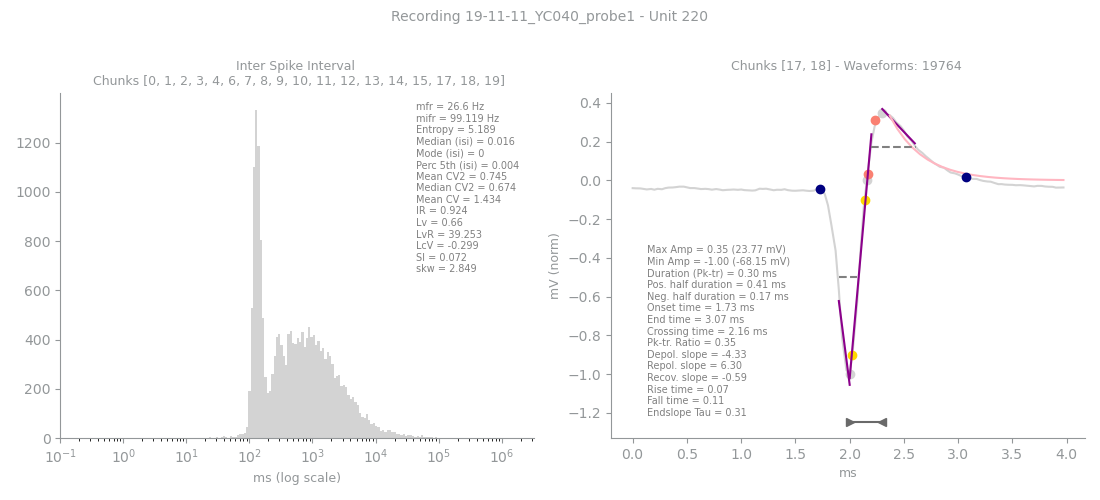 Recording 19-11-11_YC040_probe1 - Unit 220
Inter Spike Interval
Chunks [0, 1, 2, 3, 4, 6, 7, 8, 9, 10, 11, 12, 13, 14, 15, 17, 18, 19]
mfr = 26.6 Hz
mifr = 99.119 Hz
Entropy = 5.189
Median (isi) = 0.016
Mode (isi) = 0
Perc 5th (isi) = 0.004
Mean CV2 = 0.745
Median CV2 = 0.674
Mean CV = 1.434
IR = 0.924
Lv = 0.66
LvR = 39.253
LcV = -0.299
SI = 0.072
skw = 2.849
1200
1000
800
600
400
200
0
10⁻¹ 10⁰ 10¹ 10² 10³ 10⁴ 10⁵ 10⁶
ms (log scale)
Chunks [17, 18] - Waveforms: 19764
mV (norm)
0.4
0.2
0.0
−0.2
−0.4
−0.6
−0.8
−1.0
−1.2
Max Amp = 0.35 (23.77 mV)
Min Amp = -1.00 (-68.15 mV)
Duration (Pk-tr) = 0.30 ms
Pos. half duration = 0.41 ms
Neg. half duration = 0.17 ms
Onset time = 1.73 ms
End time = 3.07 ms
Crossing time = 2.16 ms
Pk-tr. Ratio = 0.35
Depol. slope = -4.33
Repol. slope = 6.30
Recov. slope = -0.59
Rise time = 0.07
Fall time = 0.11
Endslope Tau = 0.31
0.0 0.5 1.0 1.5 2.0 2.5 3.0 3.5 4.0
ms